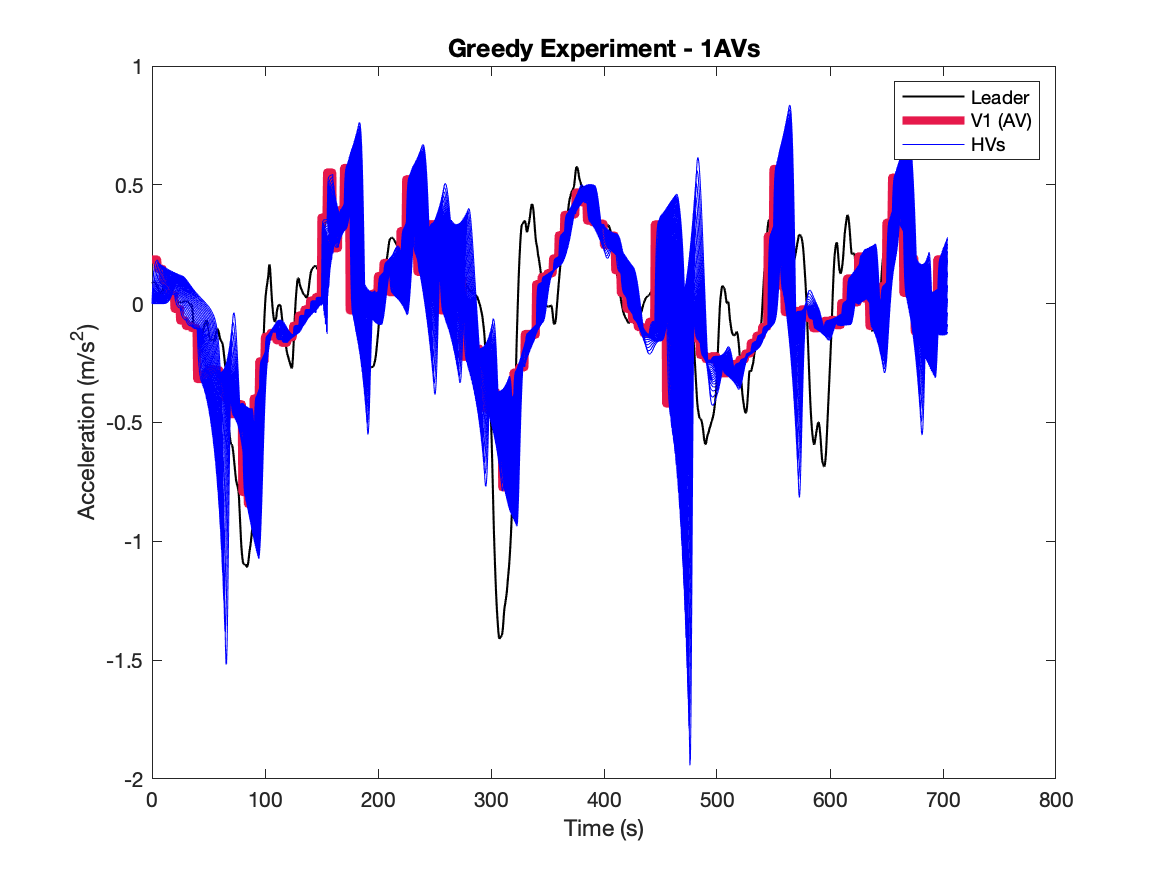 Greedy Experiment - 1AVs
Leader
V1 (AV)
HVs
1
0.5
0
-0.5
-1
-1.5
-2
Acceleration (m/s²)
0 100 200 300 400 500 600 700 800
Time (s)